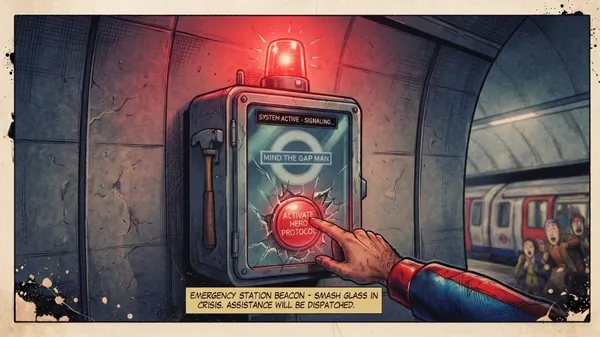 SYSTEM ACTIVE - SIGNALING...
MIND THE GAP MAN
ACTIVATE
HERO
PROTOCOL
EMERGENCY STATION BEACON - SMASH GLASS IN
CRISIS. ASSISTANCE WILL BE DISPATCHED.